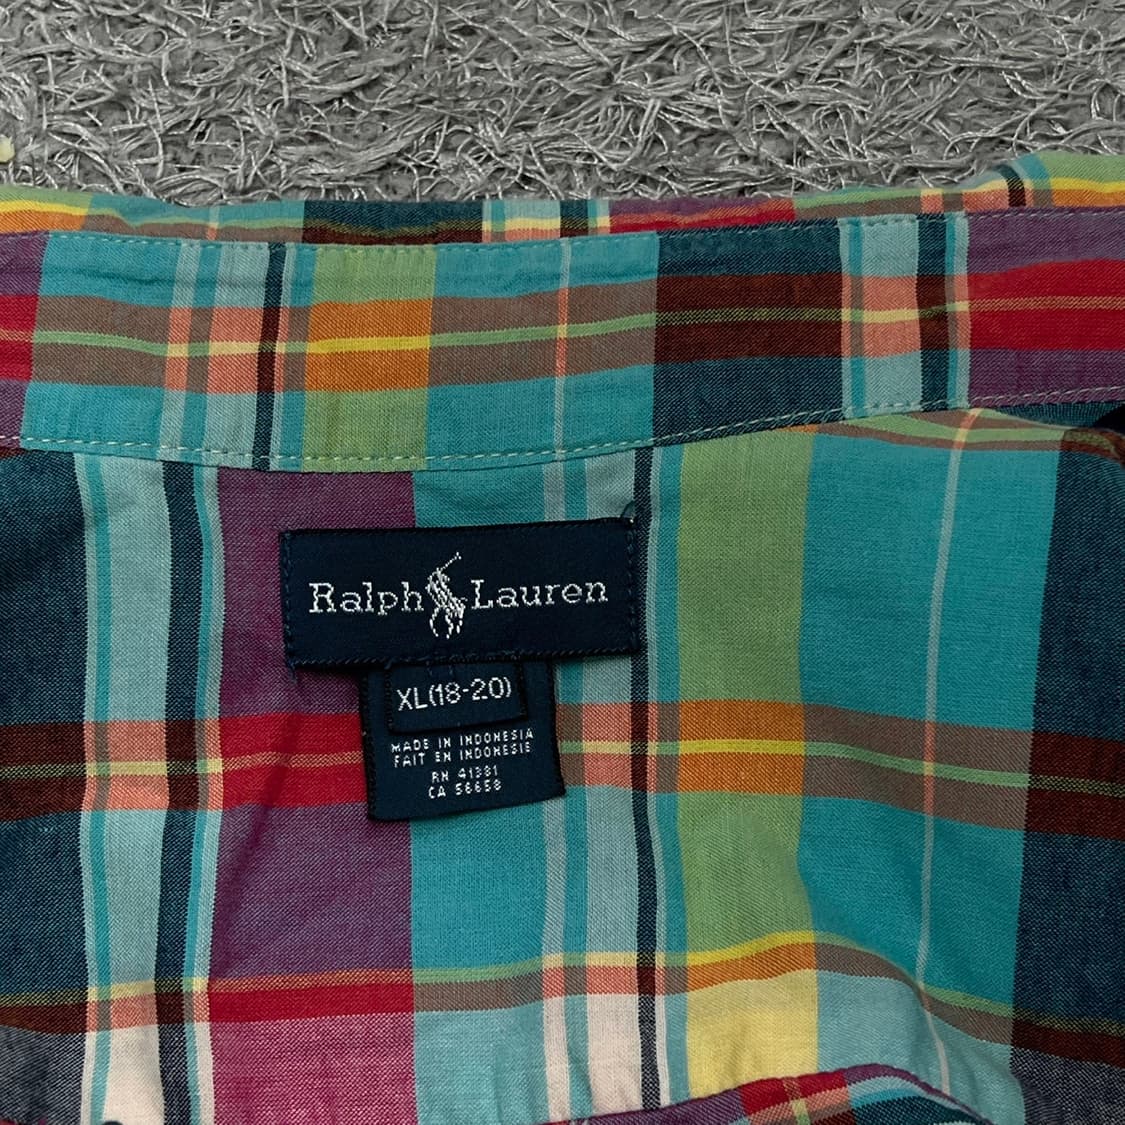 Ralph Lauren
XL(18-20)
MADE IN INDONESIA
FAIT EN INDONESIE
RN 41381
CA 56658